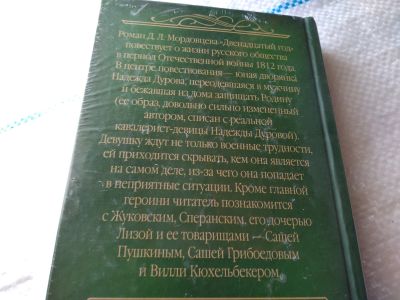 Роман Д. Л. Мордовцева «Двенадцатый год»
повествует о жизни русского общества
в период Отечественной войны 1812 года.
В центре повествования — юная дворянка
Надежда Дурова, переодевшаяся в мужчину
и бежавшая из дома защищать Родину
(ее образ, довольно сильно измененный
автором, списан с реальной
кавалерист-девицы Надежды Дуровой).
Девушку ждут не только военные трудности,
ей приходится скрывать, кем она является
на самом деле, из-за чего она попадает
в неприятные ситуации. Кроме главной
героини читатель познакомится
с Жуковским, Сперанским, его дочерью
Лизой и ее товарищами — Сашей
Пушкиным, Сашей Грибоедовым
и Вилли Кюхельбекером.